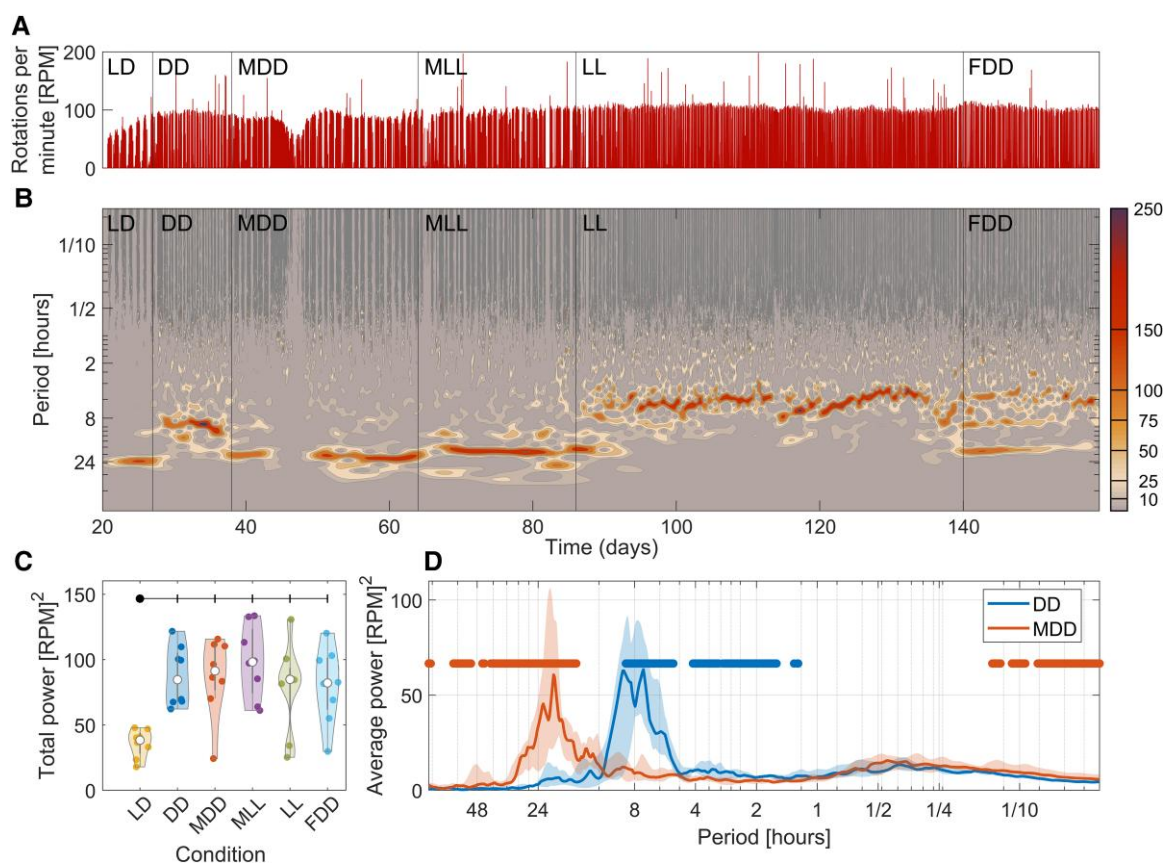 A
Rotations per
minute [RPM]
200
100
0
LD DD MDD MLL LL FDD
B
Period [hours]
1/10
1/2
2
8
24
LD DD MDD MLL LL FDD
250
150
100
75
50
25
10
20 40 60 80 100 120 140
Time (days)
C
Total power [RPM]²
150
100
50
0
LD DD MDD MLL LL FDD
Condition
D
Average power [RPM]²
100
50
0
DD
MDD
48 24 8 4 2 1 1/2 1/4 1/10
Period [hours]